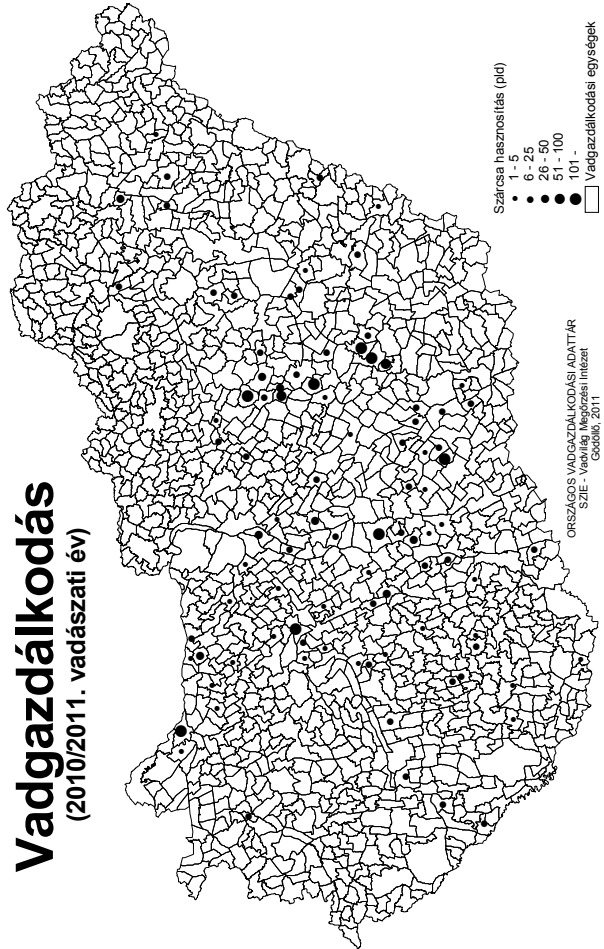 Vadgazdálkodás
(2010/2011. vadászati év)
Szárcsa hasznosítás (pld)
1 - 5
6 - 25
26 - 50
51 - 100
101 -
Vadgazdálkodási egységek
ORSZÁGOS VADGAZDÁLKODÁSI ADATTÁR
SZIE - Vadvilág Megőrzési Intézet
Gödöllő, 2011